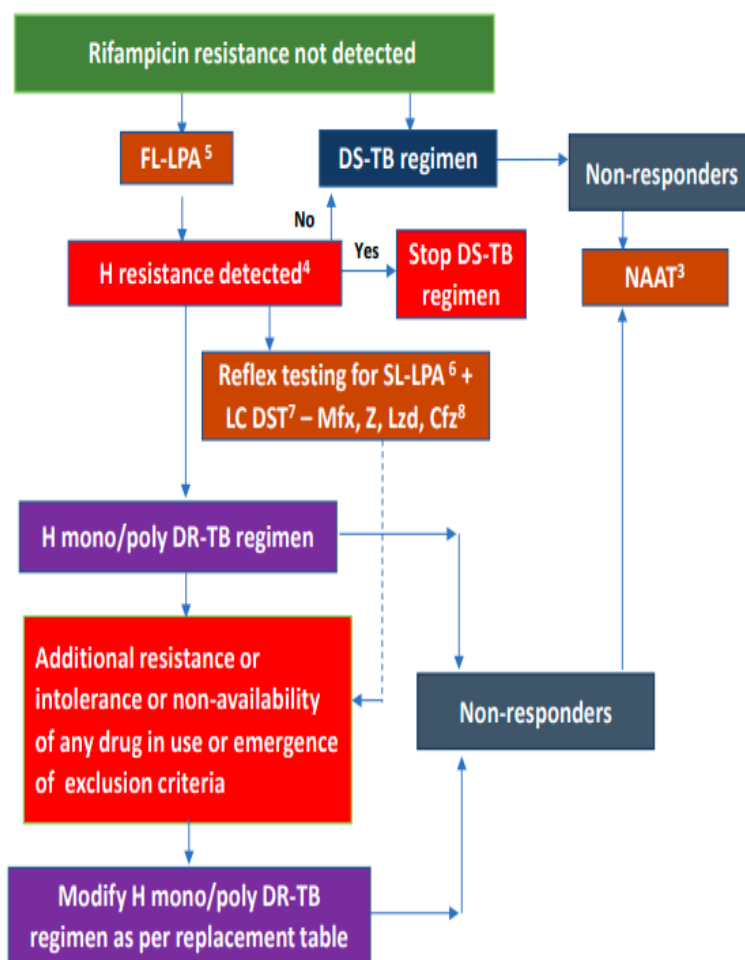 Rifampicin resistance not detected
FL-LPA 5
DS-TB regimen
Non-responders
No
H resistance detected4
Yes
Stop DS-TB
regimen
NAAT3
Reflex testing for SL-LPA 6 +
LC DST7 – Mfx, Z, Lzd, Cfz8
H mono/poly DR-TB regimen
Additional resistance or
intolerance or non-availability
of any drug in use or emergence
of exclusion criteria
Non-responders
Modify H mono/poly DR-TB
regimen as per replacement table